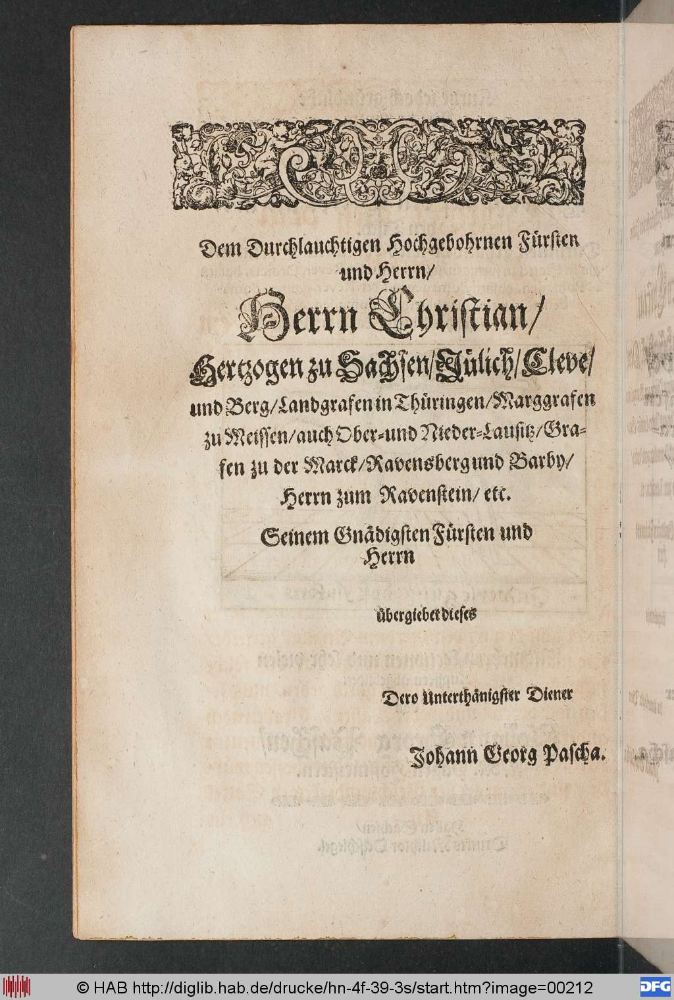 Dem Durchlauchtigen Hochgebohrnen Fürsten
und Herrn/
Herrn Christian/
Hertzogen zu Sachsen/Jülich/Cleve/
und Berg/Landgrafen in Thüringen/Marggrafen
zu Meissen/auch Ober-und Nieder-Lausitz/Gra-
fen zu der Marck/Ravensberg und Barby/
Herrn zum Ravenstein/ etc.
Seinem Gnädigsten Fürsten und
Herrn
übergiebet dieses
Dero Unterthänigster Diener
Johann Georg Pascha.
© HAB http://diglib.hab.de/drucke/hn-4f-39-3s/start.htm?image=00212
DFG